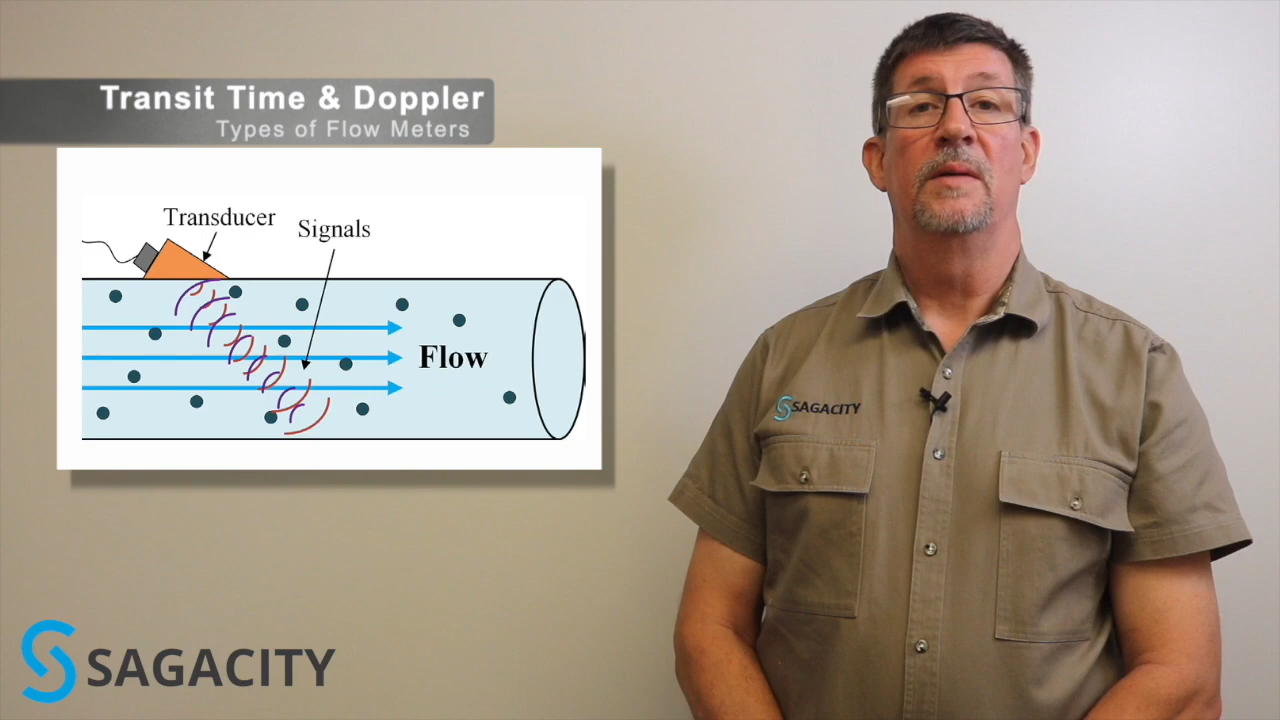 Transit Time & Doppler
Types of Flow Meters
Transducer
Signals
Flow
SAGACITY
SAGACITY